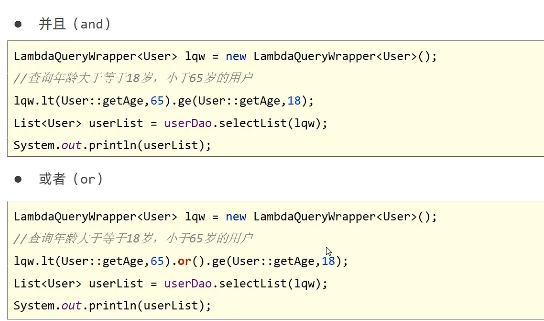 ● 并且（and）
LambdaQueryWrapper<User> lqw = new LambdaQueryWrapper<User>();
//查询年龄大于等于18岁，小于65岁的用户
lqw.lt(User::getAge,65).ge(User::getAge,18);
List<User> userList = userDao.selectList(lqw);
System.out.println(userList);
● 或者（or）
LambdaQueryWrapper<User> lqw = new LambdaQueryWrapper<User>();
//查询年龄大于等于18岁，小于65岁的用户
lqw.lt(User::getAge,65).or().ge(User::getAge,18);
List<User> userList = userDao.selectList(lqw);
System.out.println(userList);